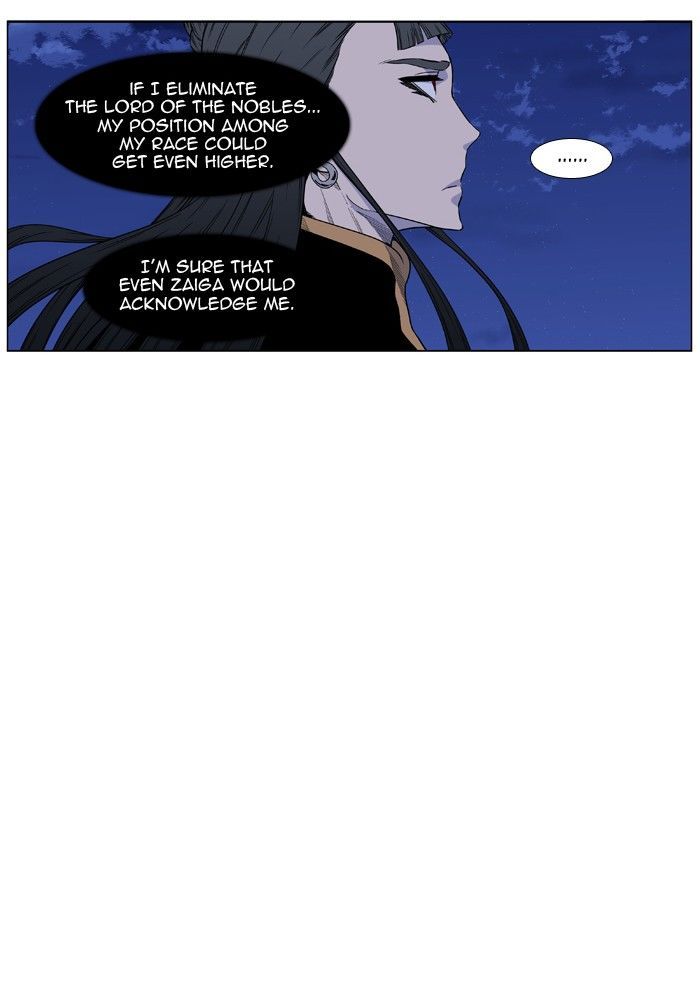 IF I ELIMINATE
THE LORD OF THE NOBLES...
MY POSITION AMONG
MY RACE COULD
GET EVEN HIGHER.
......
I'M SURE THAT
EVEN ZAIGA WOULD
ACKNOWLEDGE ME.